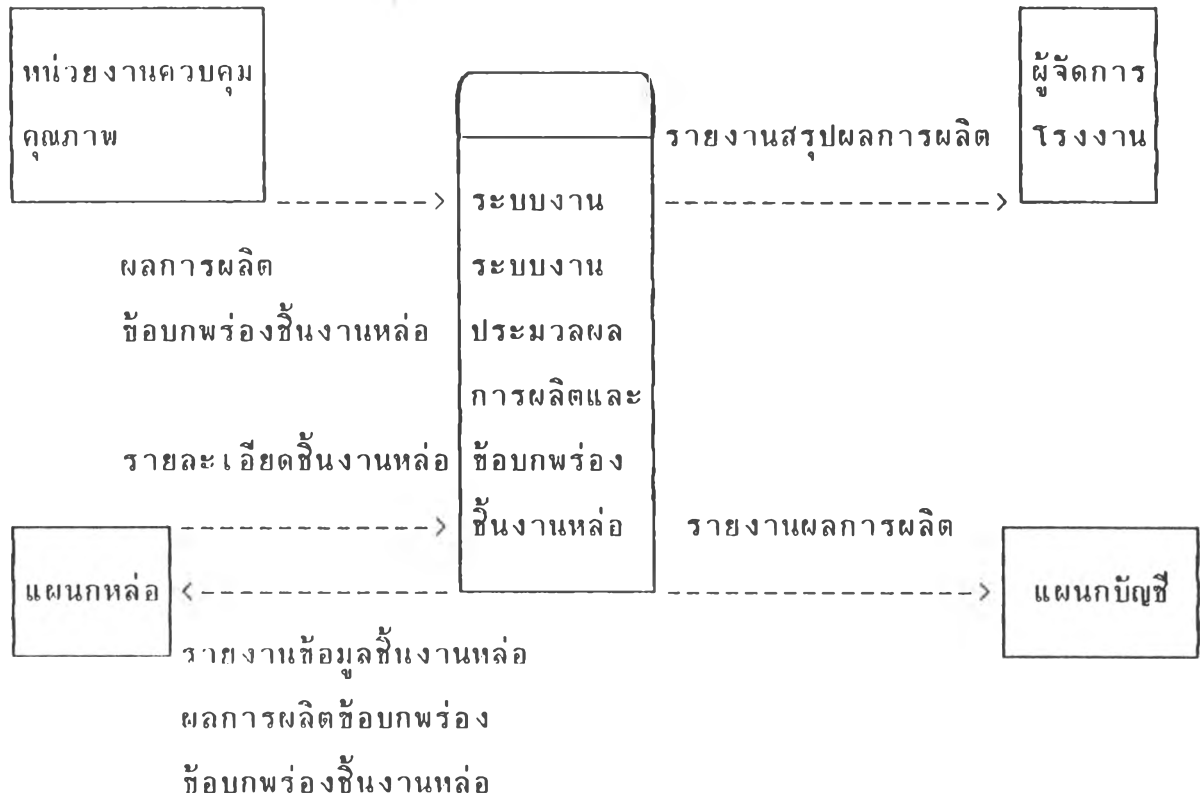 หน่วยงานควบคุม
คุณภาพ
ผลการผลิต
ข้อบกพร่องชิ้นงานหล่อ
รายละเอียดชิ้นงานหล่อ
แผนกหล่อ
รายงานข้อมูลชิ้นงานหล่อ
ผลการผลิตข้อบกพร่อง
ข้อบกพร่องชิ้นงานหล่อ
ระบบงาน
ระบบงาน
ประมวลผล
การผลิตและ
ข้อบกพร่อง
ชิ้นงานหล่อ
รายงานสรุปผลการผลิต
ผู้จัดการ
โรงงาน
รายงานผลการผลิต
แผนกบัญชี